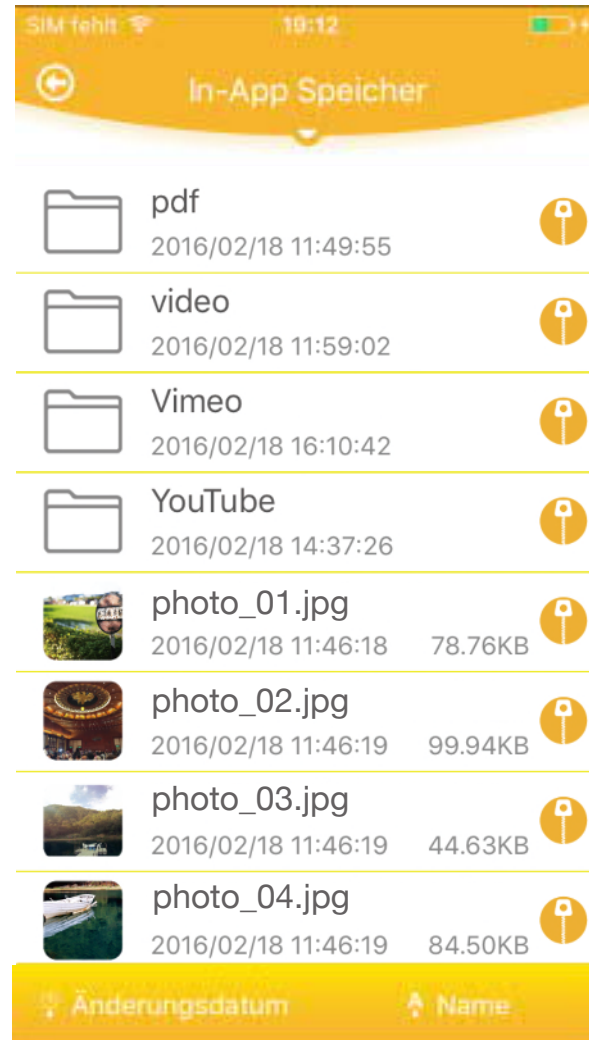 SIM fehlt 19:12
In-App Speicher
pdf
2016/02/18 11:49:55
video
2016/02/18 11:59:02
Vimeo
2016/02/18 16:10:42
YouTube
2016/02/18 14:37:26
photo_01.jpg
2016/02/18 11:46:18 78.76KB
photo_02.jpg
2016/02/18 11:46:19 99.94KB
photo_03.jpg
2016/02/18 11:46:19 44.63KB
photo_04.jpg
2016/02/18 11:46:19 84.50KB
Änderungsdatum Name